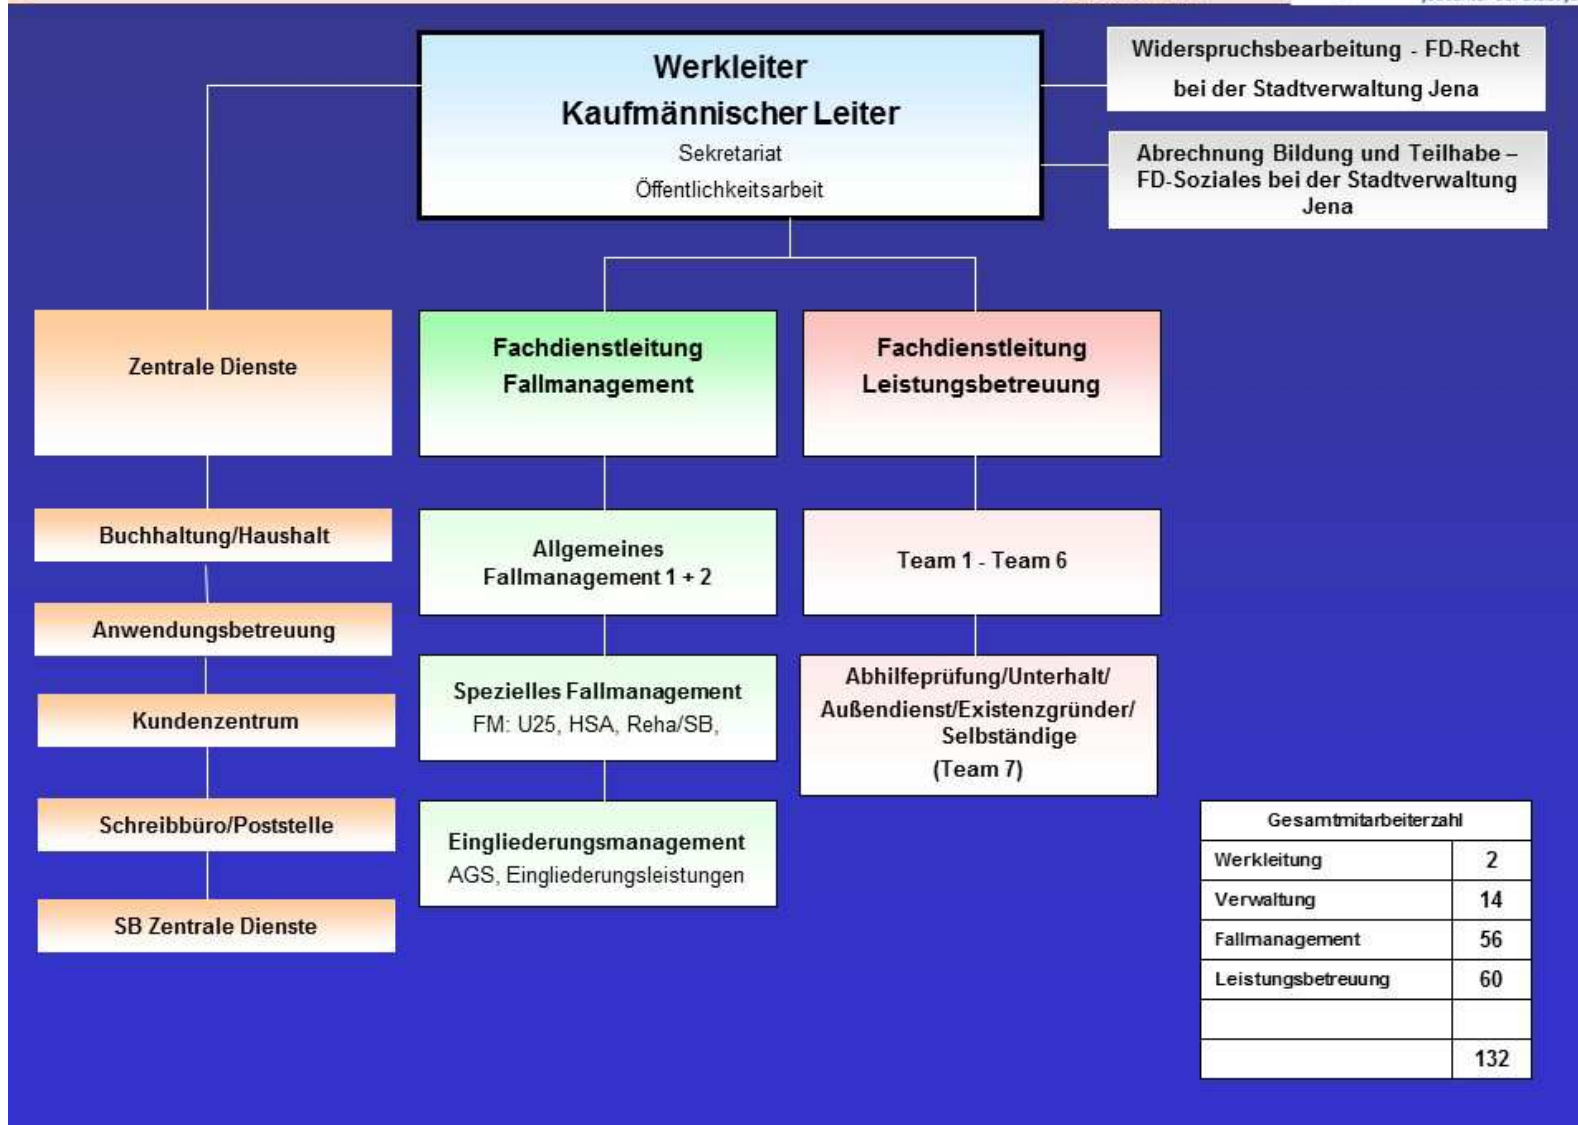 Werkleiter
Kaufmännischer Leiter
Sekretariat
Öffentlichkeitsarbeit
Widerspruchsbearbeitung - FD-Recht
bei der Stadtverwaltung Jena
Abrechnung Bildung und Teilhabe –
FD-Soziales bei der Stadtverwaltung
Jena
Zentrale Dienste
Buchhaltung/Haushalt
Anwendungsbetreuung
Kundenzentrum
Schreibbüro/Poststelle
SB Zentrale Dienste
Fachdienstleitung
Fallmanagement
Allgemeines
Fallmanagement 1 + 2
Spezielles Fallmanagement
FM: U25, HSA, Reha/SB,
Eingliederungsmanagement
AGS, Eingliederungsleistungen
Fachdienstleitung
Leistungsbetreuung
Team 1 - Team 6
Abhilfeprüfung/Unterhalt/
Außendienst/Existenzgründer/
Selbständige
(Team 7)
Gesamtmitarbeiterzahl
Werkleitung 2
Verwaltung 14
Fallmanagement 56
Leistungsbetreuung 60
132